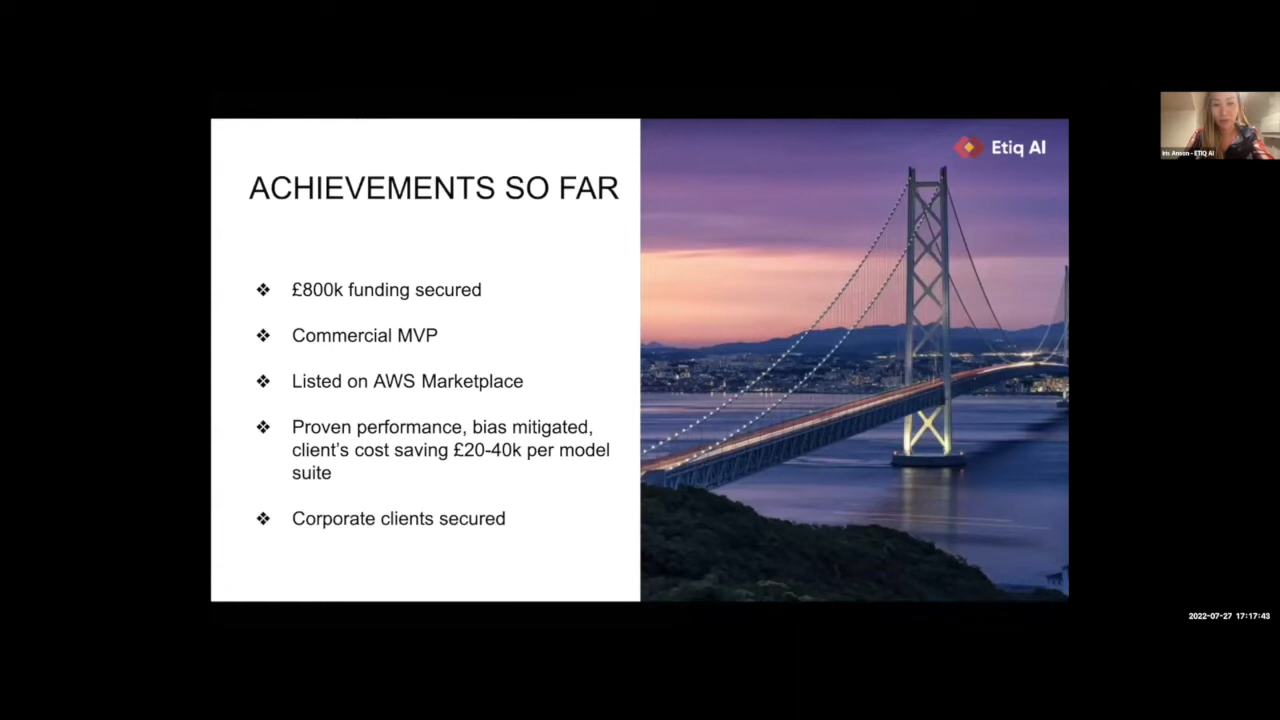 Etiq AI
ACHIEVEMENTS SO FAR
❖ £800k funding secured
❖ Commercial MVP
❖ Listed on AWS Marketplace
❖ Proven performance, bias mitigated,
client’s cost saving £20-40k per model
suite
❖ Corporate clients secured
Iris Anson - ETIQ AI
2022-07-27 17:17:43